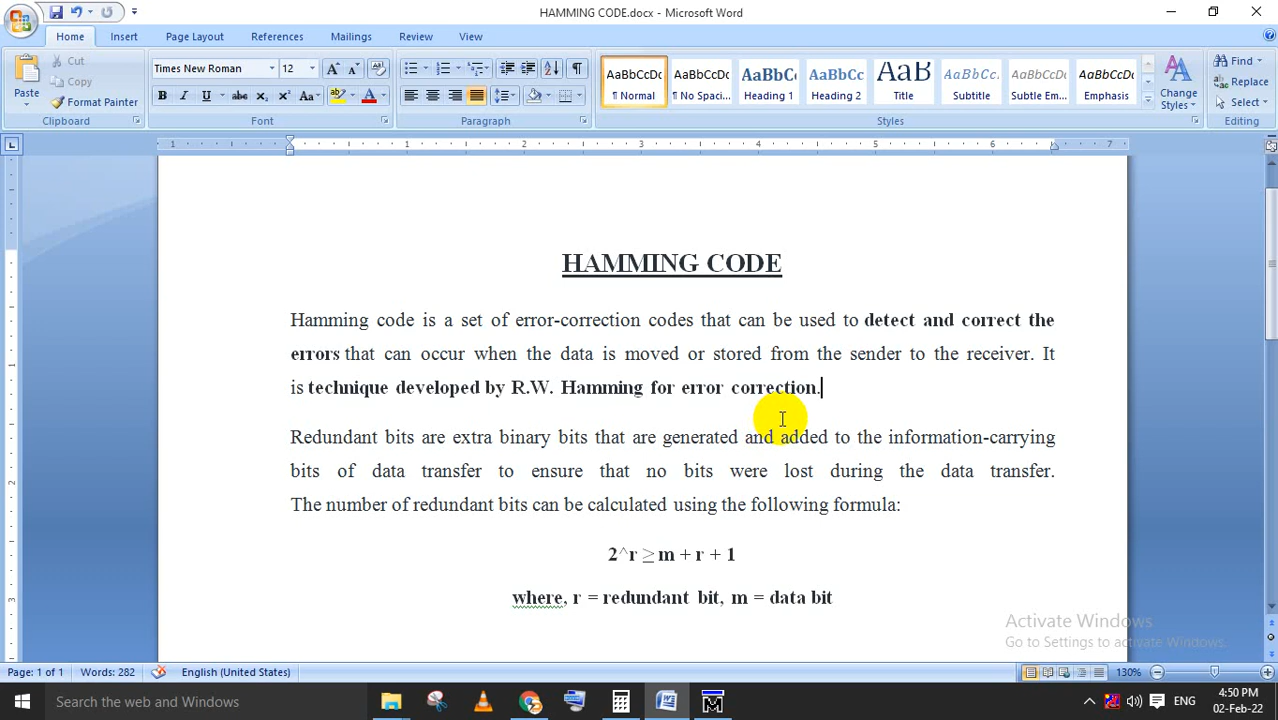 HAMMING CODE.docx - Microsoft Word
Home Insert Page Layout References Mailings Review View
Paste
Cut
Copy
Format Painter
Clipboard
Times New Roman 12
Font
Paragraph
AaBbCcDc AaBbCcDc AaBbCc AaBbCc AaB AaBbCc. AaBbCcDc AaBbCcDc
¶ Normal ¶ No Spaci... Heading 1 Heading 2 Title Subtitle Subtle Em... Emphasis
Styles
Change Styles
Find
Replace
Select
Editing
1 1 2 3 4 5 6 7
HAMMING CODE
Hamming code is a set of error-correction codes that can be used to detect and correct the
errors that can occur when the data is moved or stored from the sender to the receiver. It
is technique developed by R.W. Hamming for error correction.
Redundant bits are extra binary bits that are generated and added to the information-carrying
bits of data transfer to ensure that no bits were lost during the data transfer.
The number of redundant bits can be calculated using the following formula:
2^r ≥ m + r + 1
where, r = redundant bit, m = data bit
Activate Windows
Go to Settings to activate Windows.
Page: 1 of 1 Words: 282 English (United States) 130%
Search the web and Windows
ENG
4:50 PM
02-Feb-22